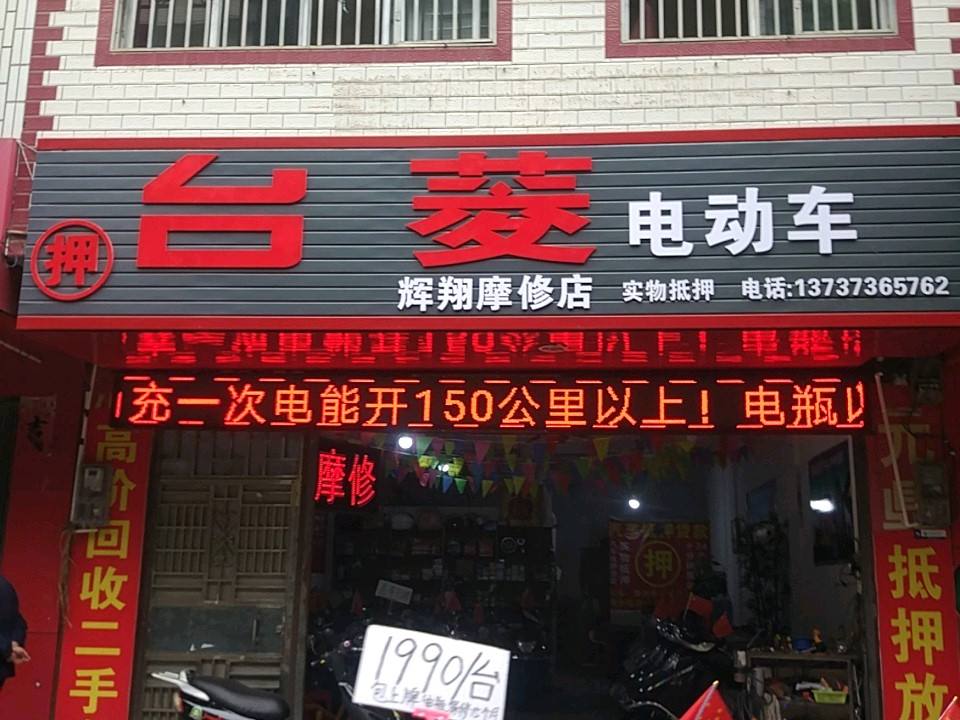 押
台菱 电动车
辉翔摩修店 实物抵押 电话:13737365762
充一次电能开150公里以上！电瓶
摩修
高价回收二手
抵押放
押
1990/台